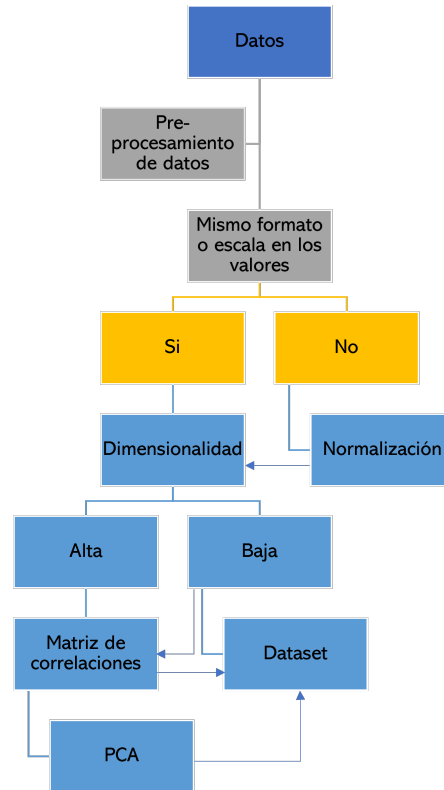 Datos
Pre-
procesamiento
de datos
Mismo formato
o escala en los
valores
Si
No
Dimensionalidad
Normalización
Alta
Baja
Matriz de
correlaciones
Dataset
PCA